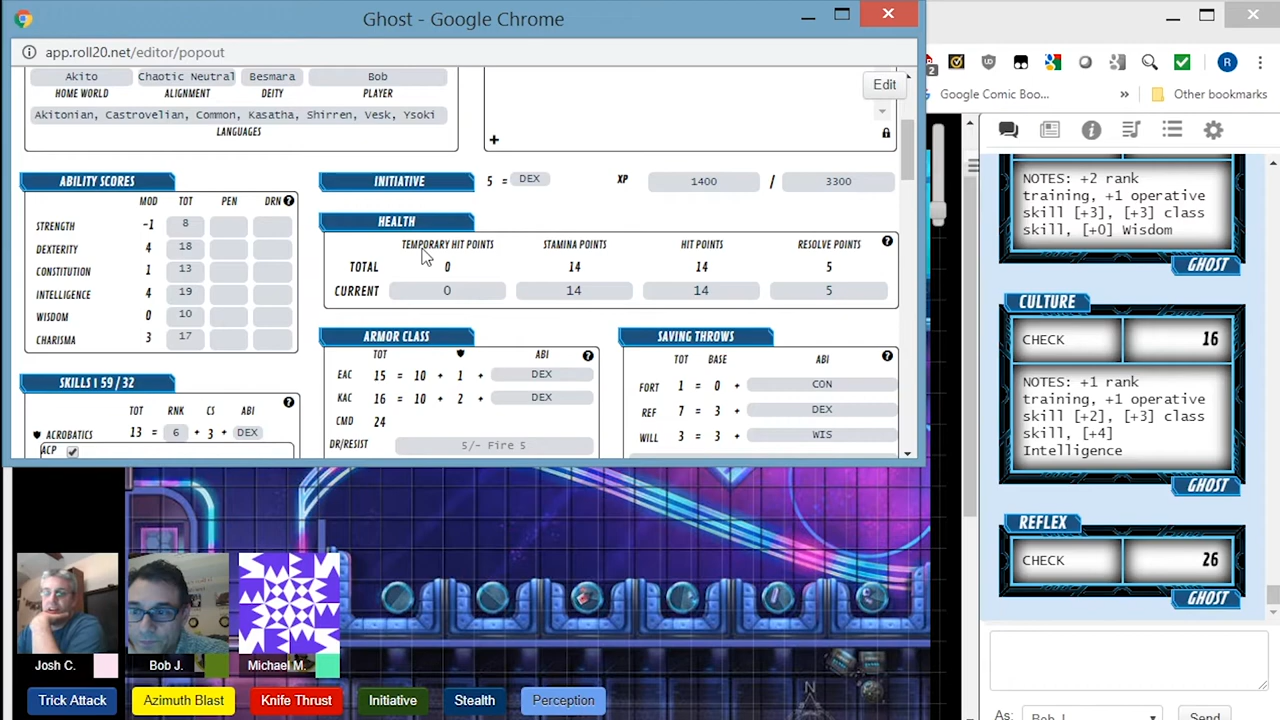 Ghost - Google Chrome
app.roll20.net/editor/popout
Akito Chaotic Neutral Besmara Bob
HOME WORLD ALIGNMENT DEITY PLAYER
Akitonian, Castrovelian, Common, Kasatha, Shirren, Vesk, Ysoki
LANGUAGES
Edit
+
ABILITY SCORES
MOD TOT PEN DRN ?
STRENGTH -1 8
DEXTERITY 4 18
CONSTITUTION 1 13
INTELLIGENCE 4 19
WISDOM 0 10
CHARISMA 3 17
INITIATIVE 5 = DEX XP 1400 / 3300
HEALTH
TEMPORARY HIT POINTS STAMINA POINTS HIT POINTS RESOLVE POINTS ?
TOTAL 0 14 14 5
CURRENT 0 14 14 5
ARMOR CLASS
TOT ABI ?
EAC 15 = 10 + 1 + DEX
KAC 16 = 10 + 2 + DEX
CMD 24
DR/RESIST 5/- Fire 5
SAVING THROWS
TOT BASE ABI ?
FORT 1 = 0 + CON
REF 7 = 3 + DEX
WILL 3 = 3 + WIS
SKILLS | 59 / 32
?
TOT RNK CS ABI
ACROBATICS 13 = 6 + 3 + DEX
ACP
2
R
Google Comic Boo...
»
Other bookmarks
NOTES: +2 rank
training, +1 operative
skill [+3], [+3] class
skill, [+0] Wisdom
GHOST
CULTURE
CHECK 16
NOTES: +1 rank
training, +1 operative
skill [+2], [+3] class
skill, [+4]
Intelligence
GHOST
REFLEX
CHECK 26
GHOST
As: Bob J. Send
Josh C.
Bob J.
Michael M.
N
Trick Attack
Azimuth Blast
Knife Thrust
Initiative
Stealth
Perception